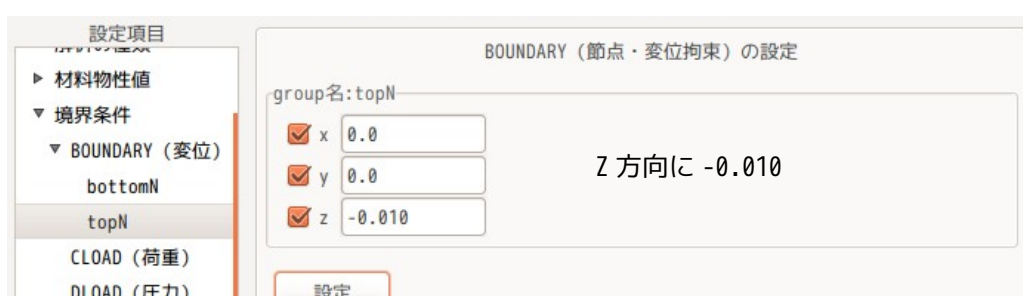 設定項目
▶ 材料物性値
▼ 境界条件
▼ BOUNDARY (変位)
bottomN
topN
CLOAD (荷重)
DLOAD (圧力)
BOUNDARY (節点・変位拘束) の設定
group名:topN
x 0.0
y 0.0
z -0.010
Z 方向に -0.010
設定